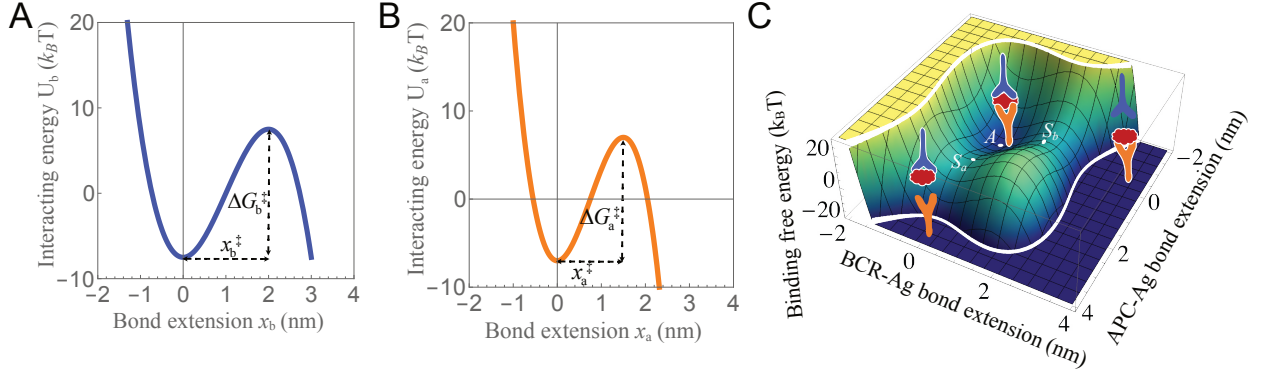 A
Interacting energy U_b (k_BT)
20
10
0
−10
−2
−1
0
1
2
3
4
Bond extension x_b (nm)
ΔG_b^‡
x_b^‡
B
Interacting energy U_a (k_BT)
20
10
0
−10
−2
−1
0
1
2
3
4
Bond extension x_a (nm)
ΔG_a^‡
x_a^‡
C
Binding free energy (k_BT)
20
0
−20
−2
0
2
4
BCR-Ag bond extension (nm)
4
2
0
−2
APC-Ag bond extension (nm)
A
S_a
S_b